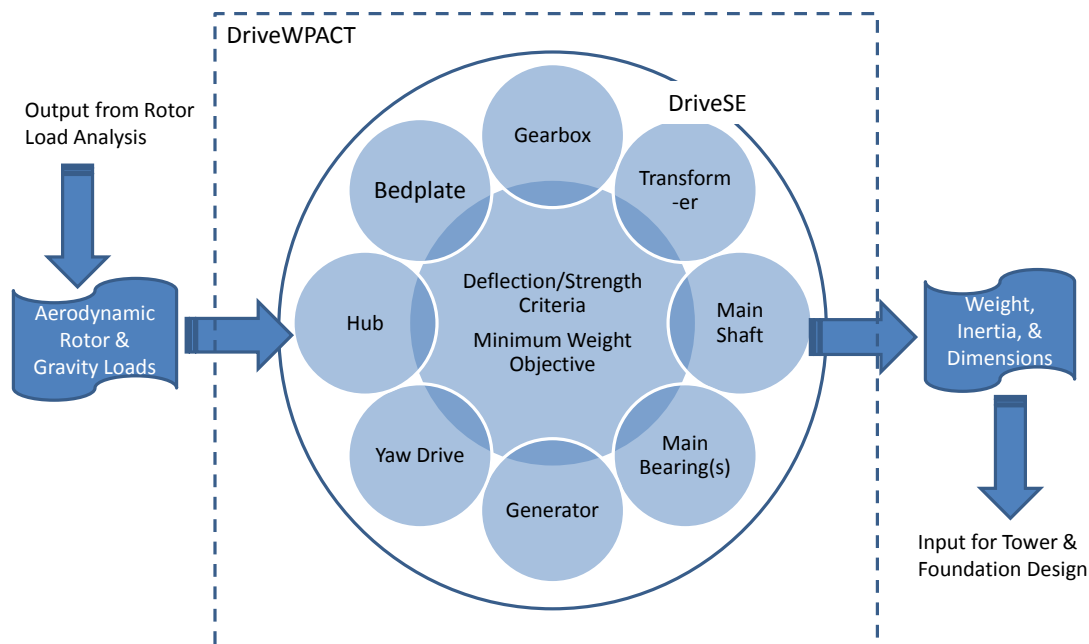 DriveWPACT
DriveSE
Output from Rotor
Load Analysis
Aerodynamic
Rotor &
Gravity Loads
Gearbox
Transform
-er
Main
Shaft
Main
Bearing(s)
Generator
Yaw Drive
Hub
Bedplate
Deflection/Strength
Criteria
Minimum Weight
Objective
Weight,
Inertia, &
Dimensions
Input for Tower &
Foundation Design